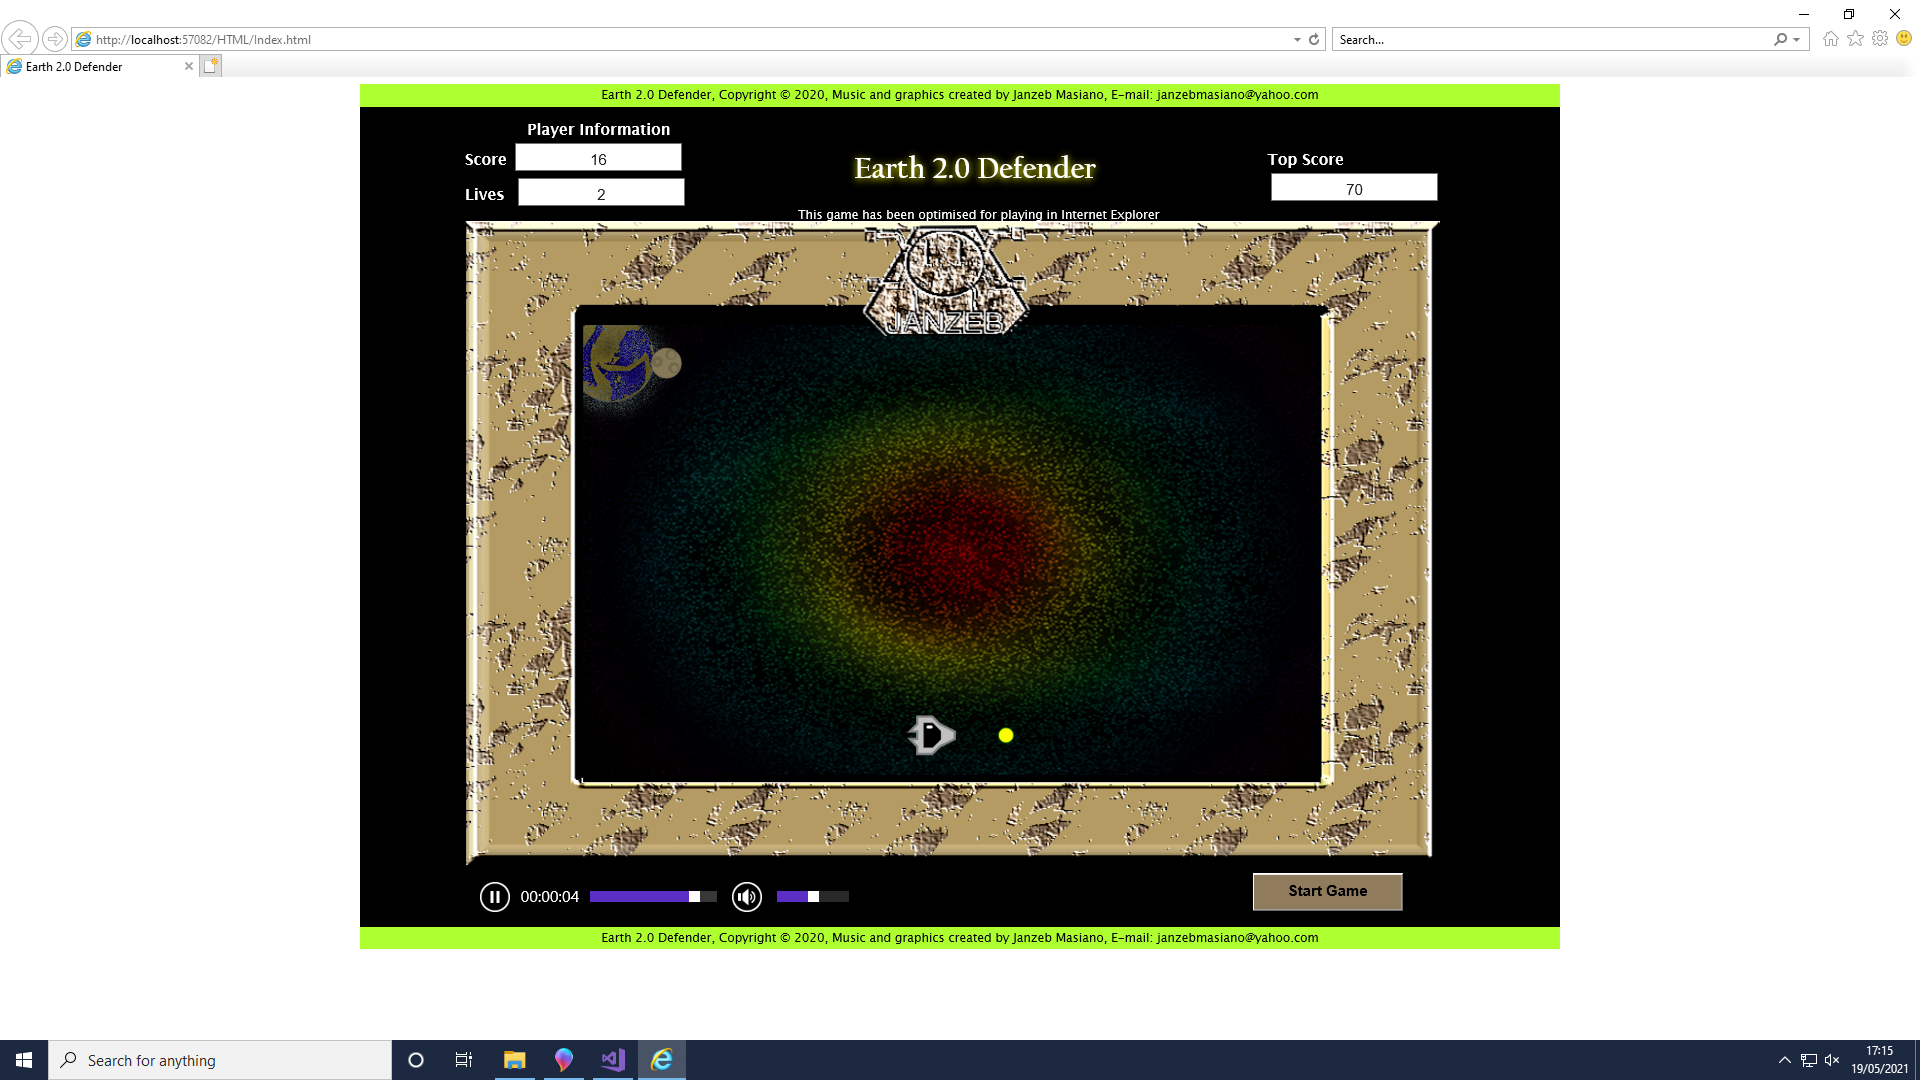 http://localhost:57082/HTML/Index.html
Search...
Earth 2.0 Defender
Earth 2.0 Defender, Copyright © 2020, Music and graphics created by Janzeb Masiano, E-mail: janzebmasiano@yahoo.com
Player Information
Score 16
Lives 2
Earth 2.0 Defender
Top Score
70
This game has been optimised for playing in Internet Explorer
JANZEB
00:00:04
Start Game
Earth 2.0 Defender, Copyright © 2020, Music and graphics created by Janzeb Masiano, E-mail: janzebmasiano@yahoo.com
Search for anything
17:15
19/05/2021